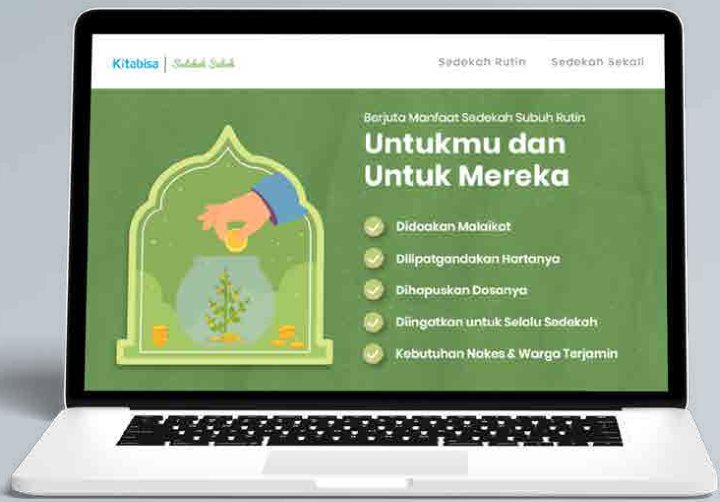 Kitabisa | Sedekah Subuh
Sedekah Rutin Sedekah Sekali
Berjuta Manfaat Sedekah Subuh Rutin
Untukmu dan
Untuk Mereka
Didoakan Malaikat
Dilipatgandakan Hartanya
Dihapuskan Dosanya
Diingatkan untuk Selalu Sedekah
Kebutuhan Nakes & Warga Terjamin